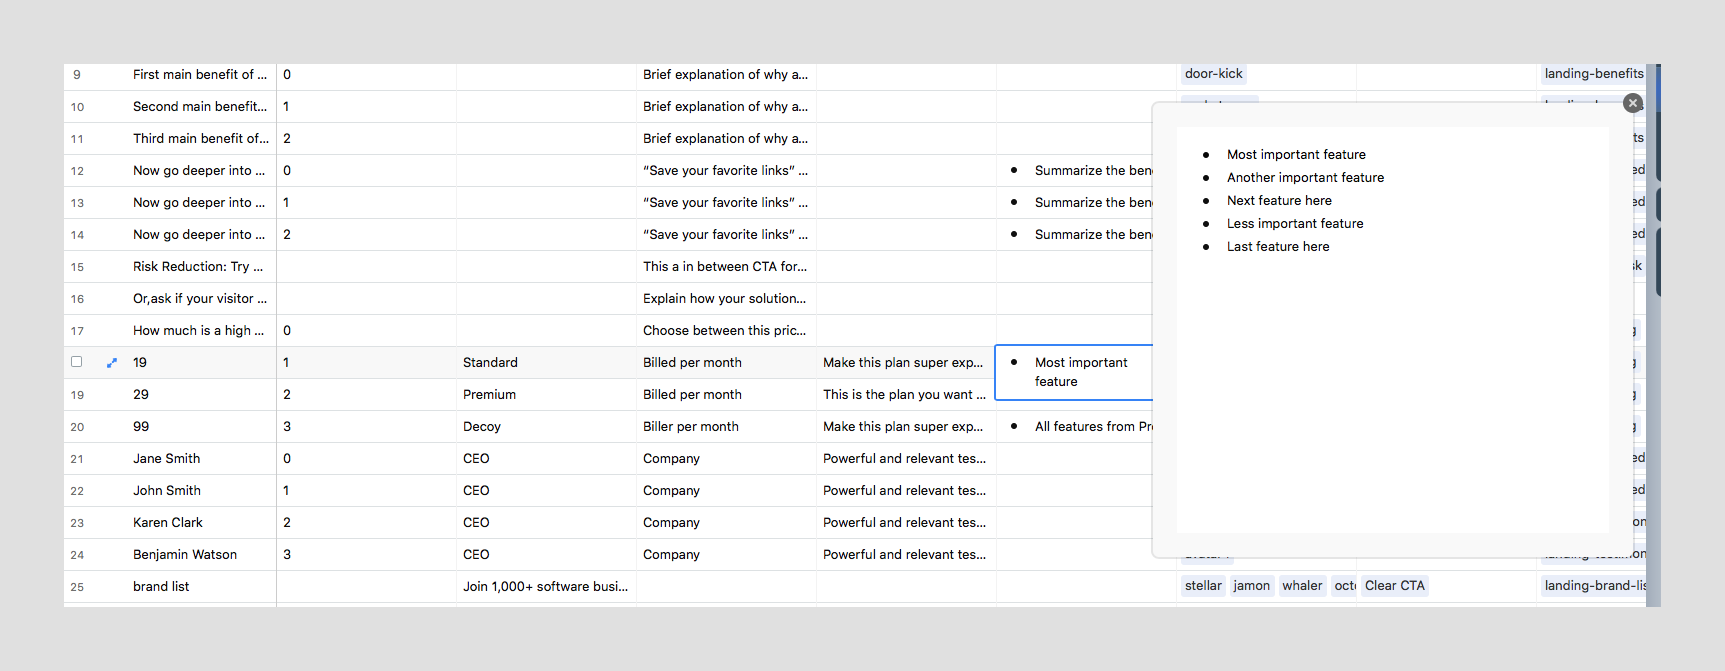 9 First main benefit of ... 0 Brief explanation of why a... door-kick landing-benefits
10 Second main benefit... 1 Brief explanation of why a...
11 Third main benefit of... 2 Brief explanation of why a... ts
12 Now go deeper into ... 0 “Save your favorite links” ... • Summarize the ben ed
13 Now go deeper into ... 1 “Save your favorite links” ... • Summarize the ben ed
14 Now go deeper into ... 2 “Save your favorite links” ... • Summarize the ben ed
15 Risk Reduction: Try ... This a in between CTA for... sk
16 Or,ask if your visitor ... Explain how your solution...
17 How much is a high ... 0 Choose between this pric... g
19 1 Standard Billed per month Make this plan super exp... • Most important g
feature
19 29 2 Premium Billed per month This is the plan you want ... g
20 99 3 Decoy Biller per month Make this plan super exp... • All features from Pr g
21 Jane Smith 0 CEO Company Powerful and relevant tes... ed
22 John Smith 1 CEO Company Powerful and relevant tes... ed
23 Karen Clark 2 CEO Company Powerful and relevant tes... on
24 Benjamin Watson 3 CEO Company Powerful and relevant tes...
25 brand list Join 1,000+ software busi... stellar jamon whaler octo Clear CTA landing-brand-lis
• Most important feature
• Another important feature
• Next feature here
• Less important feature
• Last feature here